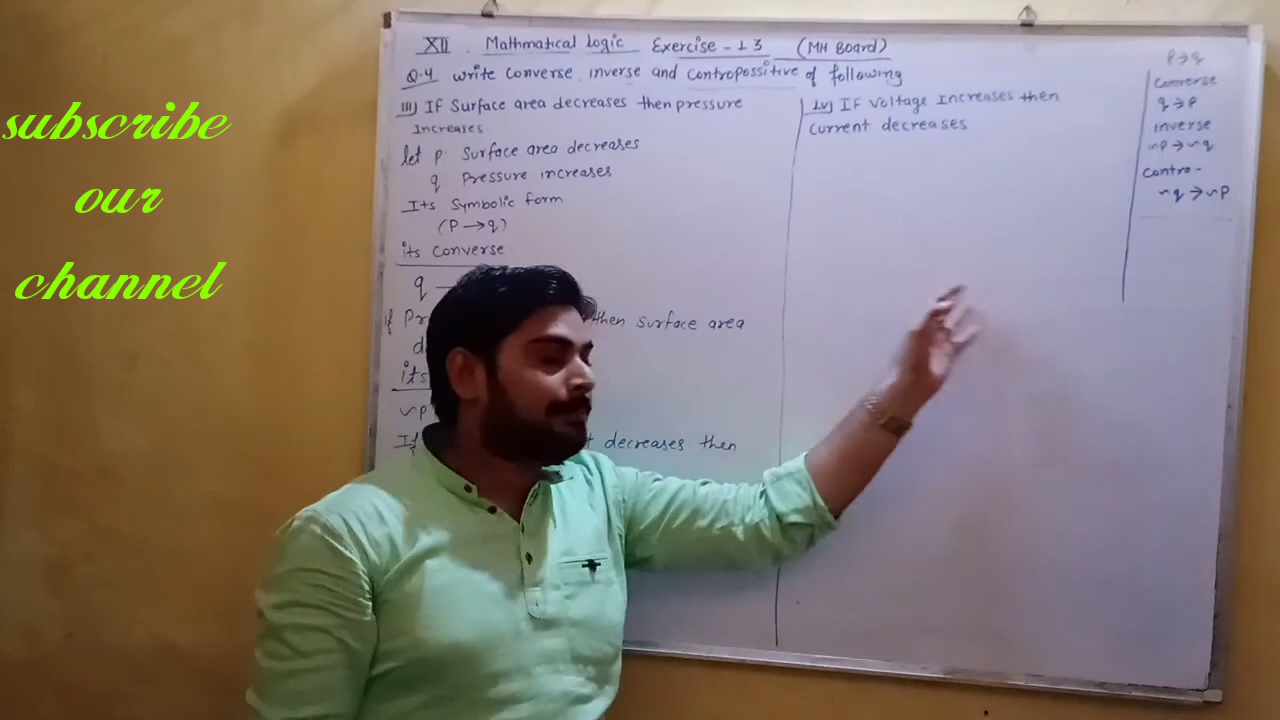 subscribe
our
channel
XII . Mathmatical Logic Exercise - 1 3 (MH Board)
Q-4 write converse, inverse and contropossitive of following
III) If Surface area decreases then pressure
Increases
let p: Surface area decreases
q Pressure increases
Its Symbolic form
(P→q)
its converse
q
if
then surface area
its
~p
If
decreases then
Iv) IF Voltage Increases then
current decreases
P→q
converse
q→p
inverse
~p→~q
contro-
~q→~p